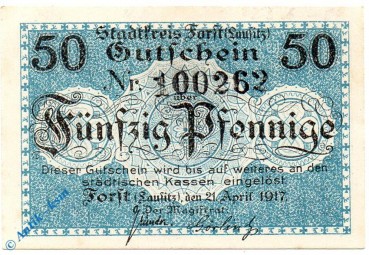 Stadtkreis Forst (Lausitz)
50 Gutschein 50
Nr. 100262
über
Fünfzig Pfennige
Dieser Gutschein wird bis auf weiteres an den
städtischen Kassen eingelöst.
Forst (Lausitz), den 21. April 1917.
Der Magistrat.